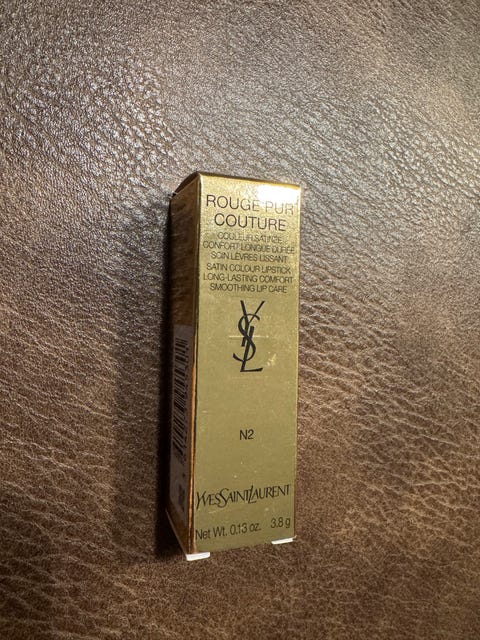 ROUGE PUR
COUTURE
COULEUR SATINÉE
CONFORT LONGUE DURÉE
SOIN LÈVRES LISSANT
SATIN COLOUR LIPSTICK
LONG-LASTING COMFORT
SMOOTHING LIP CARE
YSL
N2
YVESSAINTLAURENT
Net Wt. 0.13 oz. 3.8 g